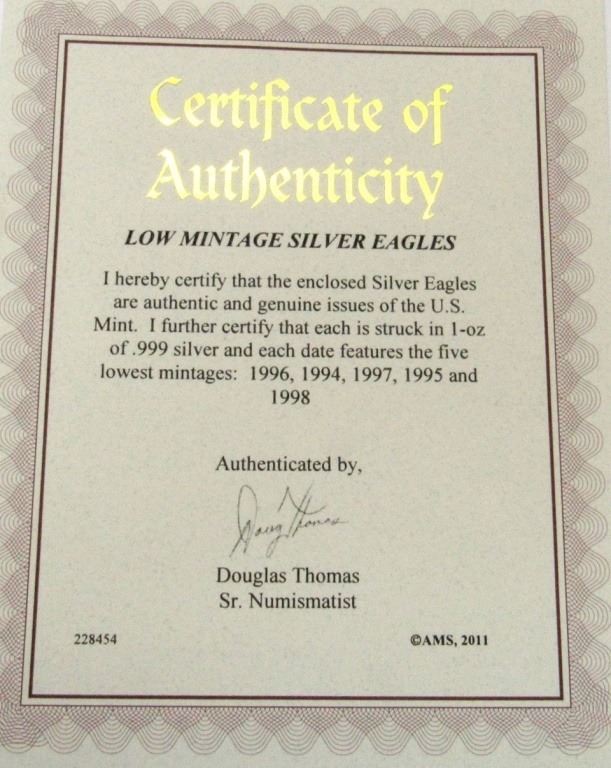 Certificate of
Authenticity
LOW MINTAGE SILVER EAGLES
I hereby certify that the enclosed Silver Eagles
are authentic and genuine issues of the U.S.
Mint. I further certify that each is struck in 1-oz
of .999 silver and each date features the five
lowest mintages: 1996, 1994, 1997, 1995 and
1998
Authenticated by,
Doug Thomas
Douglas Thomas
Sr. Numismatist
228454 ©AMS, 2011